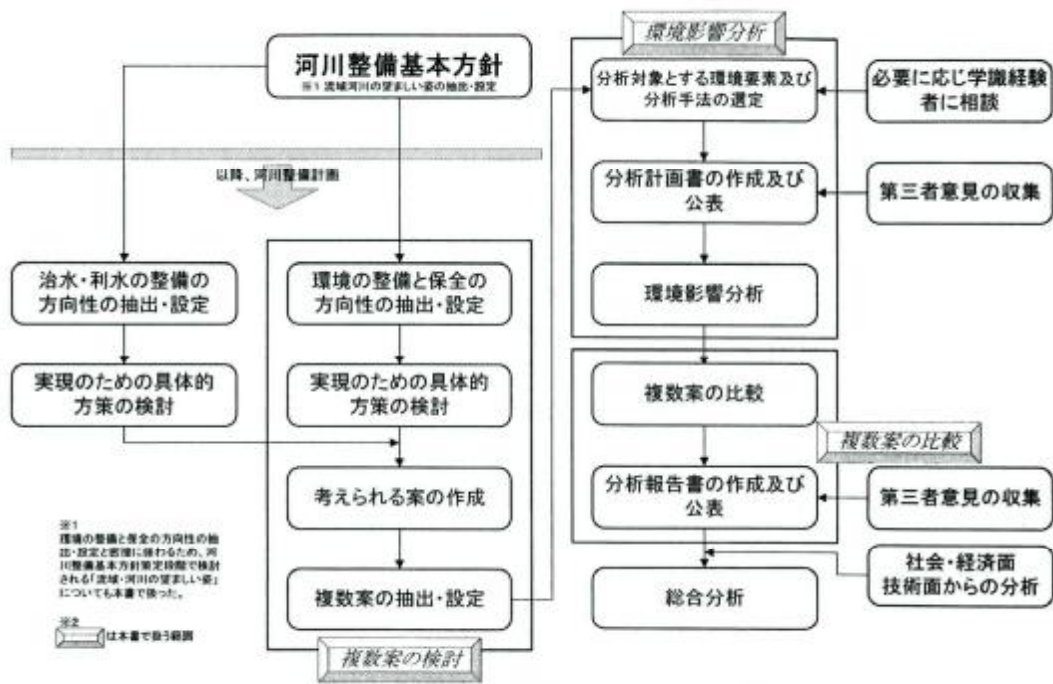 河川整備基本方針
※1 流域河川の望ましい姿の抽出・設定
以降、河川整備計画
治水・利水の整備の
方向性の抽出・設定
実現のための具体的
方策の検討
環境の整備と保全の
方向性の抽出・設定
実現のための具体的
方策の検討
考えられる案の作成
複数案の抽出・設定
複数案の検討
※1
環境の整備と保全の方向性の抽
出・設定と密接に係わるため、河
川整備基本方針策定段階で検討
される「流域・河川の望ましい姿」
についても本書で扱った。
※2
は本書で扱う範囲
環境影響分析
分析対象とする環境要素及び
分析手法の選定
必要に応じ学識経験
者に相談
分析計画書の作成及び
公表
第三者意見の収集
環境影響分析
複数案の比較
複数案の比較
分析報告書の作成及び
公表
第三者意見の収集
社会・経済面
技術面からの分析
総合分析